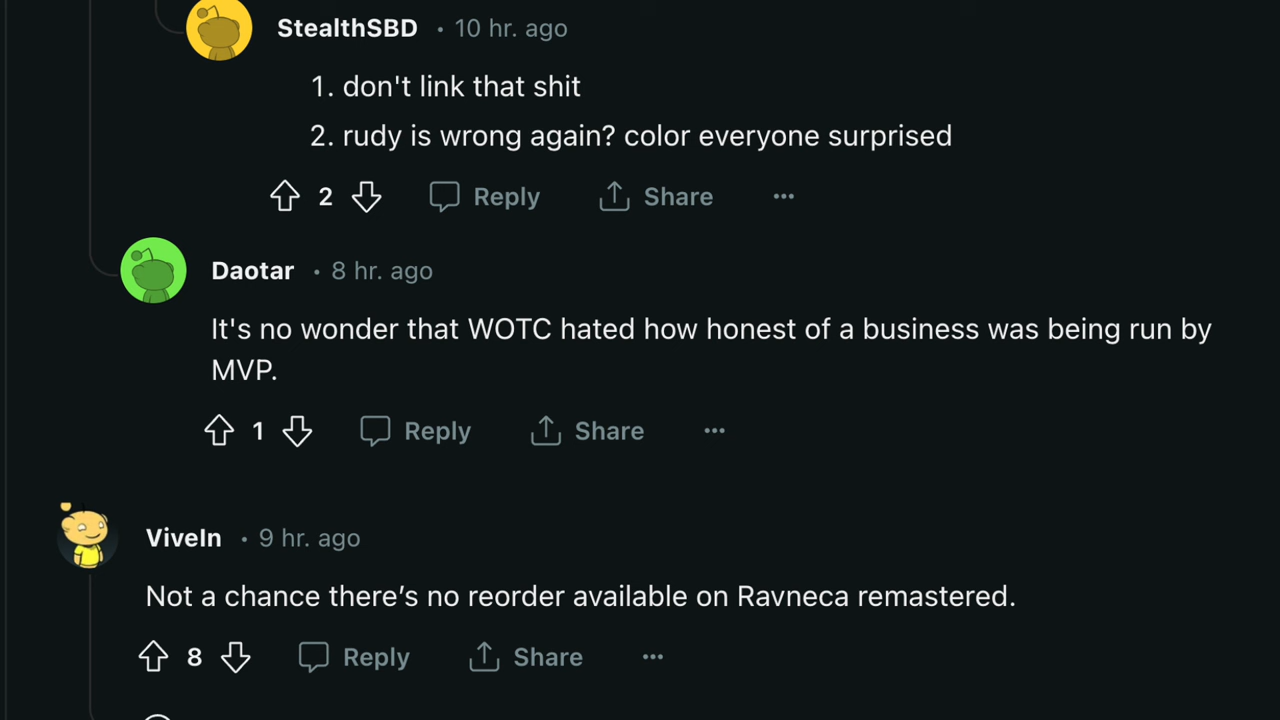 StealthSBD • 10 hr. ago
1. don't link that shit
2. rudy is wrong again? color everyone surprised
2 Reply Share ...
Daotar • 8 hr. ago
It's no wonder that WOTC hated how honest of a business was being run by
MVP.
1 Reply Share ...
ViveIn • 9 hr. ago
Not a chance there’s no reorder available on Ravneca remastered.
8 Reply Share ...